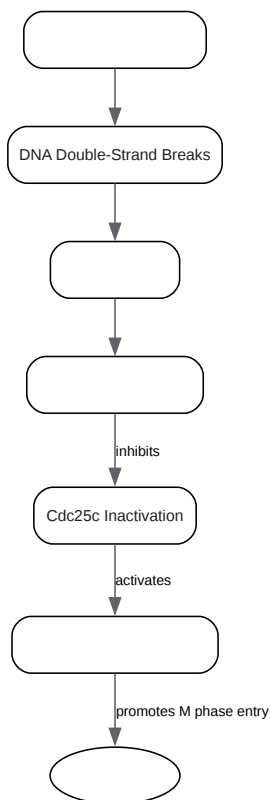 DNA Double-Strand Breaks
inhibits
Cdc25c Inactivation
activates
promotes M phase entry